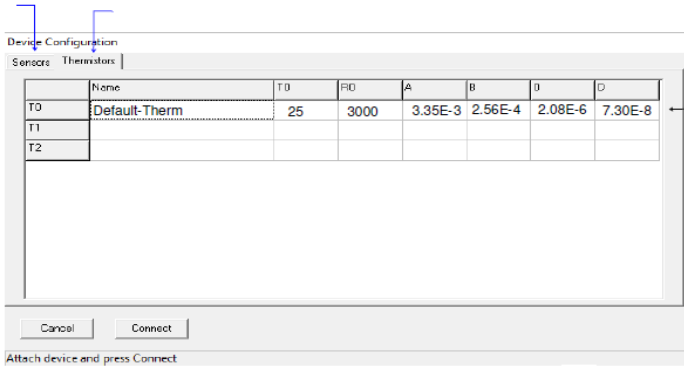 Device Configuration
Sensors Thermistors
Name T0 R0 A B D
T0 Default-Therm 25 3000 3.35E-3 2.56E-4 2.08E-6 7.30E-8
T1
T2
Cancel Connect
Attach device and press Connect